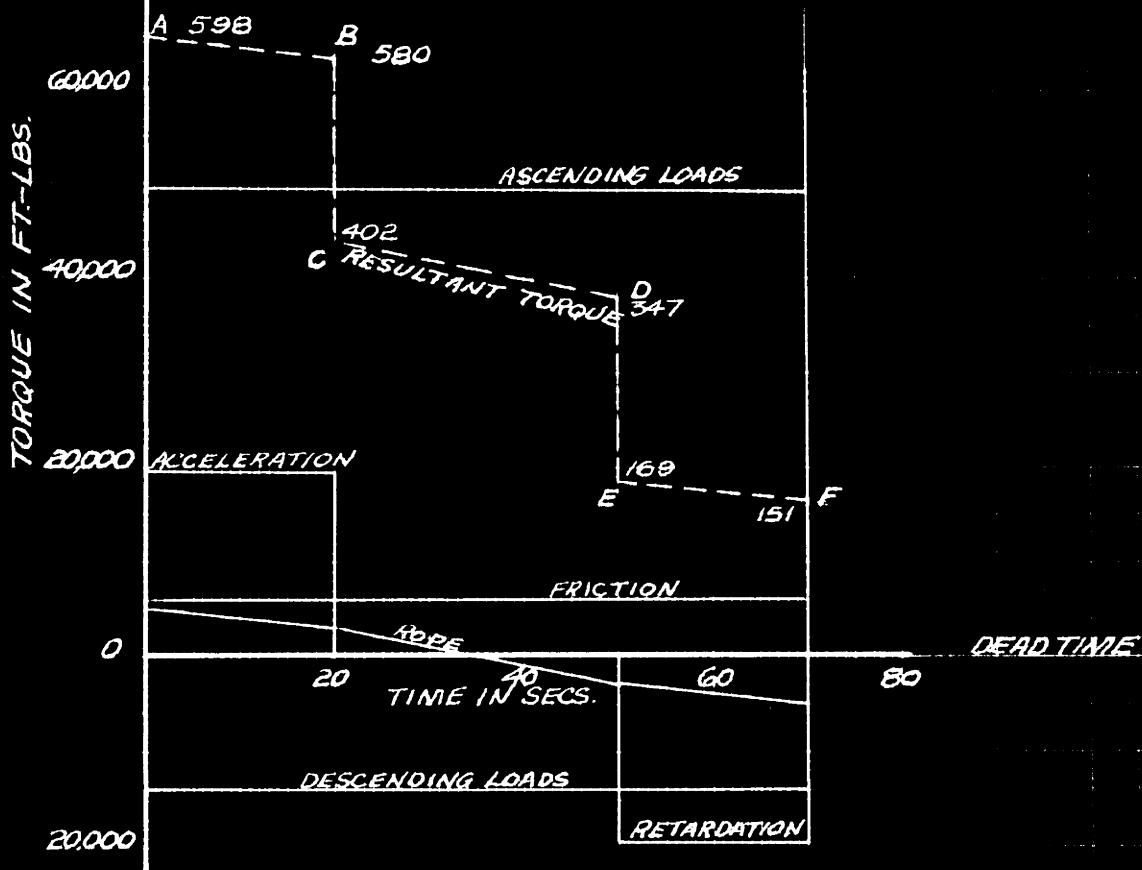 A 598
B
580
60,000
TORQUE IN FT.-LBS.
ASCENDING LOADS
402
C
RESULTANT TORQUE
40,000
D
347
20,000
ACCELERATION
169
E
F
151
FRICTION
ROPE
0
DEAD TIME
20
40
60
80
TIME IN SECS.
DESCENDING LOADS
RETARDATION
20,000